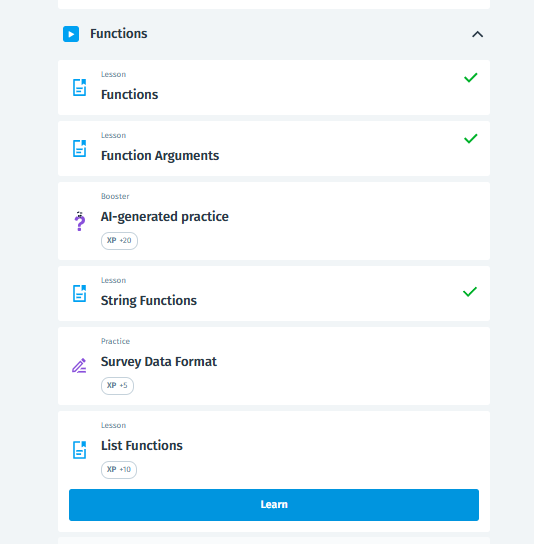 Functions
Lesson
Functions
Lesson
Function Arguments
Booster
AI-generated practice
XP +20
Lesson
String Functions
Practice
Survey Data Format
XP +5
Lesson
List Functions
XP +10
Learn